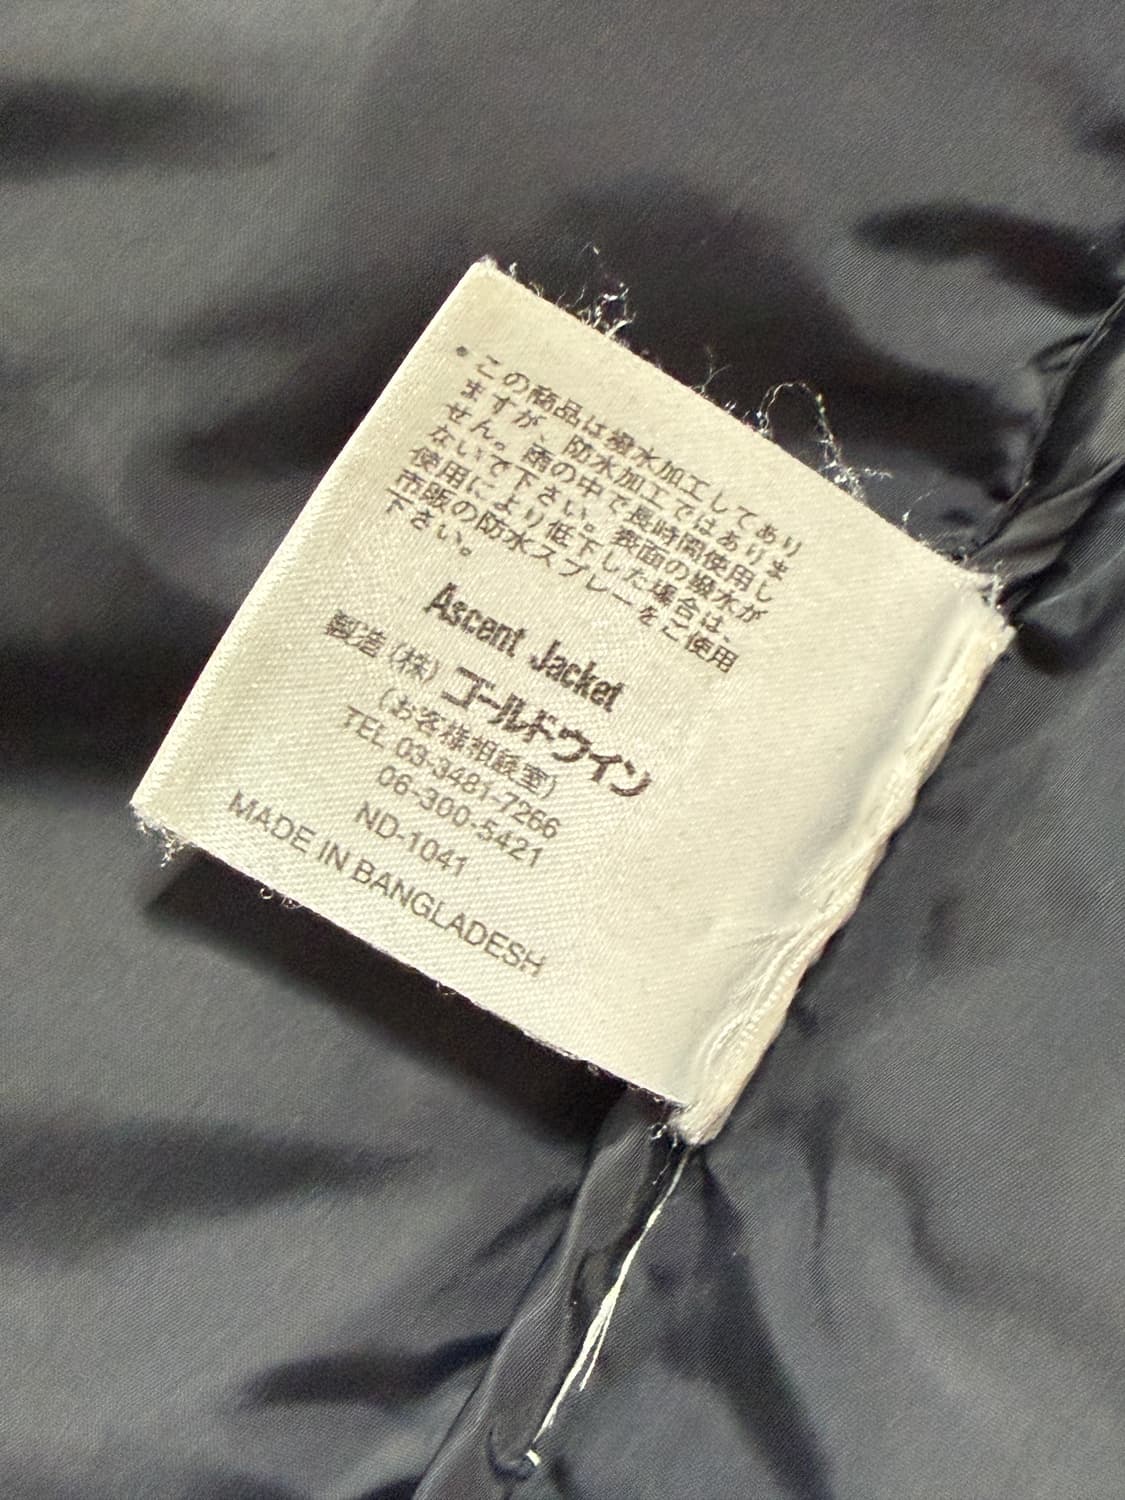 ・この商品は撥水加工してあり
ますが、防水加工ではありま
せん。雨の中で長時間使用し
ないで下さい。表面の撥水が
使用により低下した場合は、
市販の防水スプレーをご使用
下さい。
Ascent Jacket
製造 (株) ゴールドウイン
(お客様相談室)
TEL 03-3481-7266
06-300-5421
ND-1041
MADE IN BANGLADESH